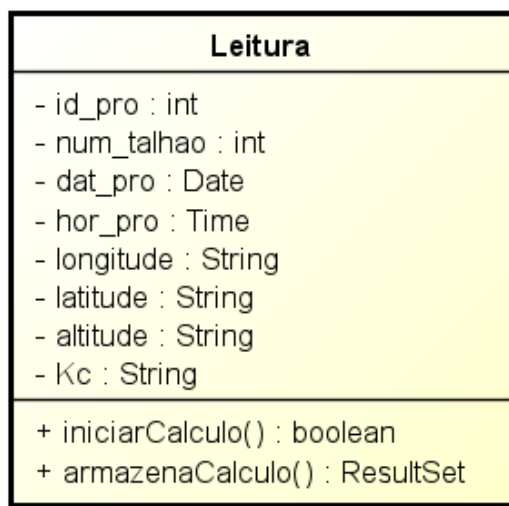 Leitura
- id_pro : int
- num_talhao : int
- dat_pro : Date
- hor_pro : Time
- longitude : String
- latitude : String
- altitude : String
- Kc : String
+ iniciarCalculo() : boolean
+ armazenaCalculo() : ResultSet